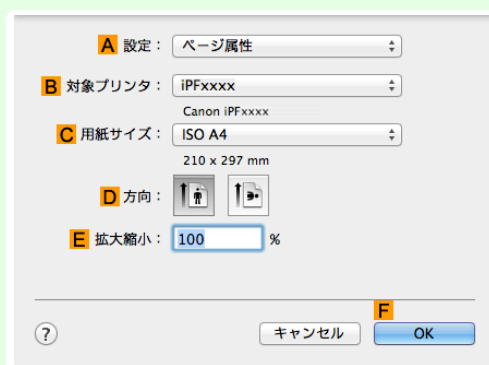 A 設定： ページ属性
B 対象プリンタ： iPFxxxx
Canon iPFxxxx
C 用紙サイズ： ISO A4
210 x 297 mm
D 方向：
E 拡大縮小： 100 %
F
? キャンセル OK